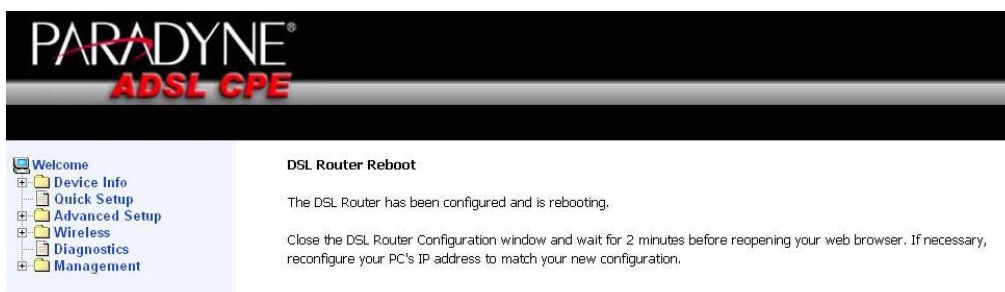 PARADYNE®
ADSL CPE
Welcome
Device Info
Quick Setup
Advanced Setup
Wireless
Diagnostics
Management
DSL Router Reboot
The DSL Router has been configured and is rebooting.
Close the DSL Router Configuration window and wait for 2 minutes before reopening your web browser. If necessary,
reconfigure your PC's IP address to match your new configuration.